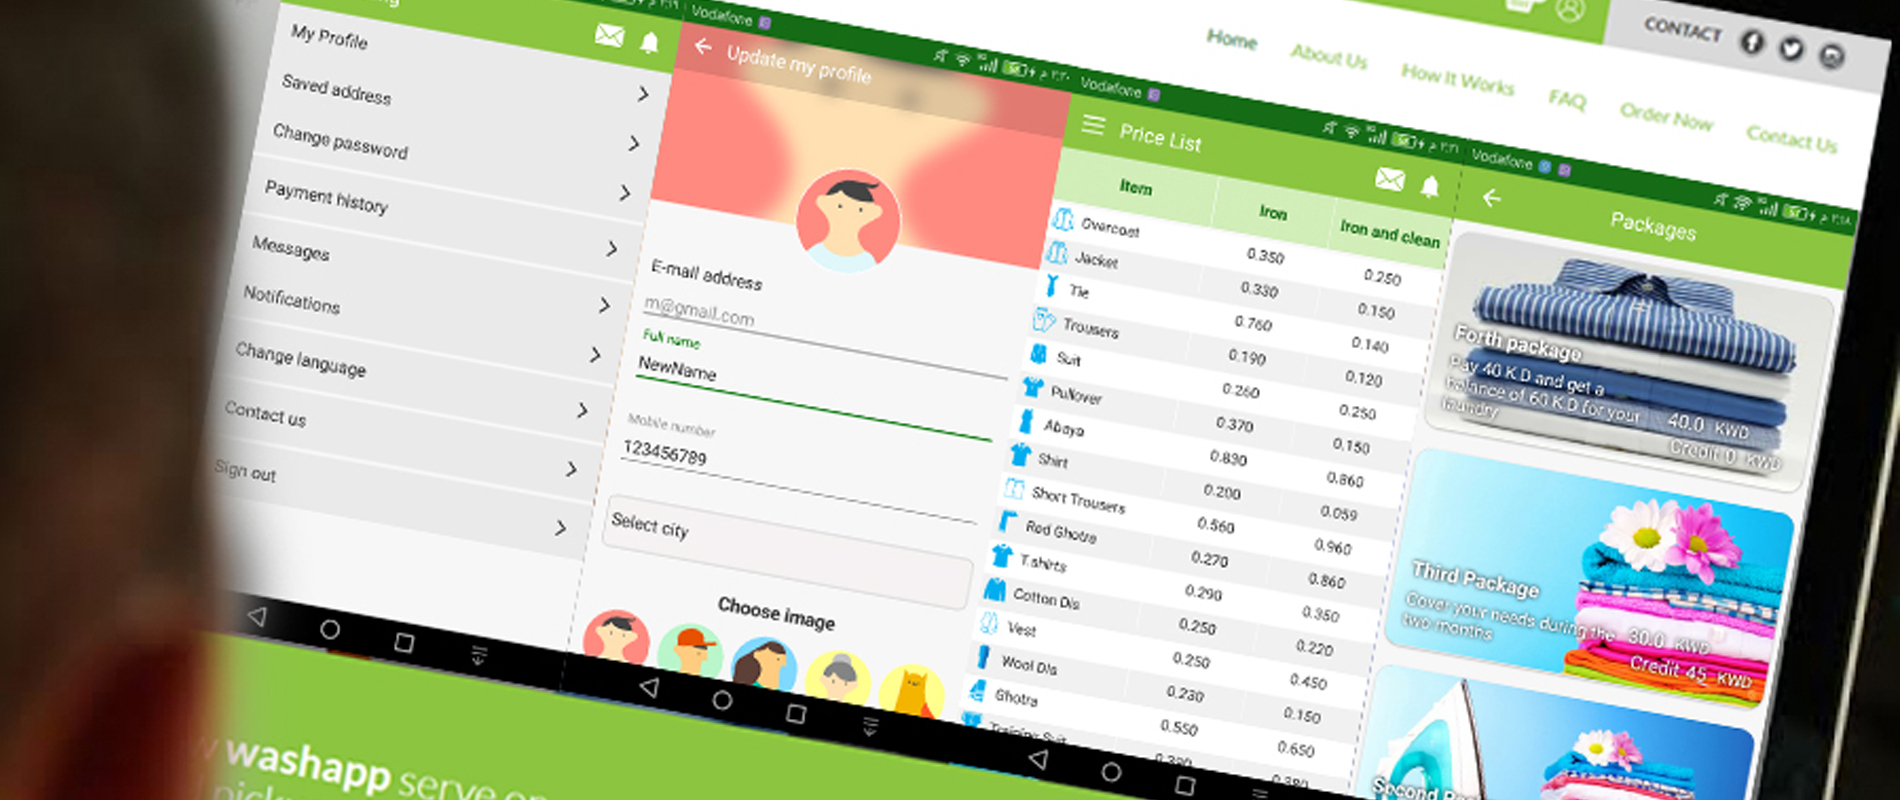 CONTACT
Home
About Us
How It Works
FAQ
Order Now
Contact Us
My Profile
Saved address
Change password
Payment history
Messages
Notifications
Change language
Contact us
Sign out
Vodafone
Update my profile
E-mail address
m@gmail.com
Full name
NewName
Mobile number
123456789
Select city
Choose image
Vodafone
Price List
Item Iron Iron and clean
Overcoat 0.350 0.250
Jacket 0.330 0.150
Tie 0.760 0.140
Trousers 0.190 0.120
Suit 0.260 0.250
Pullover 0.370 0.150
Abaya 0.830 0.860
Shirt 0.200 0.059
Short Trousers 0.560 0.960
Red Ghotra 0.270 0.860
T.shirts 0.290 0.350
Cotton Dis 0.250 0.220
Vest 0.250 0.450
Wool Dis 0.230 0.150
Ghotra 0.550 0.650
Training Suit 0.390 0.380
Vodafone
Packages
Forth package
Pay 40 K.D and get a
balance of 60 K.D for your
laundry
40.0 KWD
Credit 0 KWD
Third Package
Cover your needs during the
two months
30.0 KWD
Credit 45 KWD
Second
washapp serve